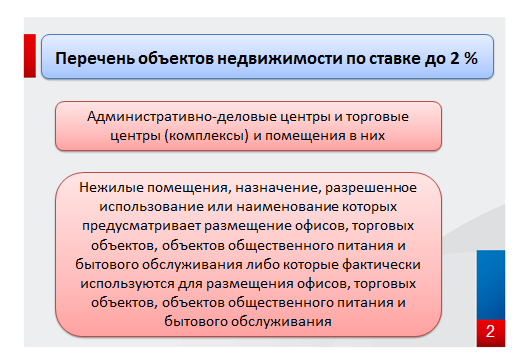 Перечень объектов недвижимости по ставке до 2 %
Административно-деловые центры и торговые
центры (комплексы) и помещения в них
Нежилые помещения, назначение, разрешенное
использование или наименование которых
предусматривает размещение офисов, торговых
объектов, объектов общественного питания и
бытового обслуживания либо которые фактически
используются для размещения офисов, торговых
объектов, объектов общественного питания и
бытового обслуживания
2